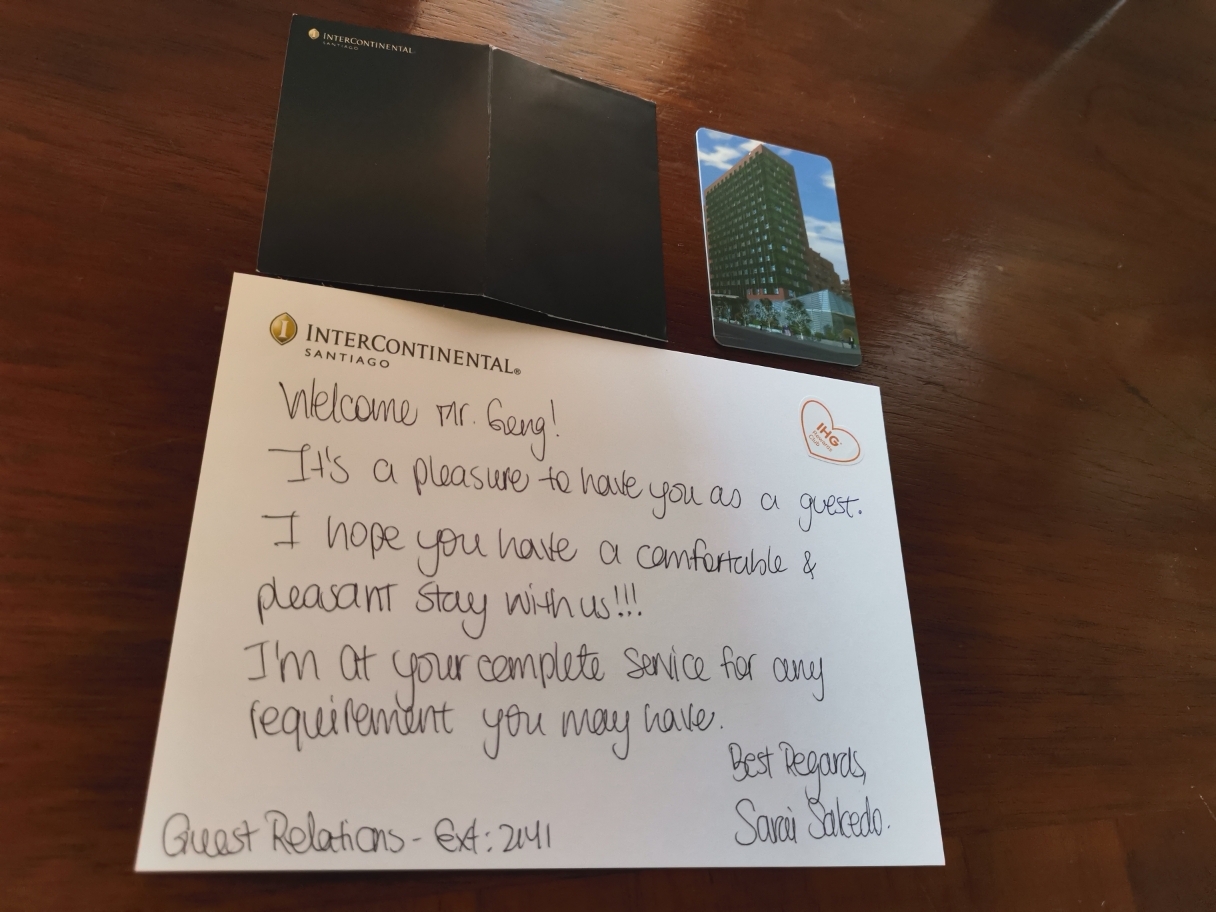 INTERCONTINENTAL
SANTIAGO
INTERCONTINENTAL®
SANTIAGO
IHG®
Rewards
Club
Welcome Mr. Geng!
It's a pleasure to have you as a guest.
I hope you have a comfortable &
pleasant stay with us!!!
I'm at your complete service for any
requirement you may have.
Best Regards,
Sarai Salcedo.
Guest Relations - Ext: 2141